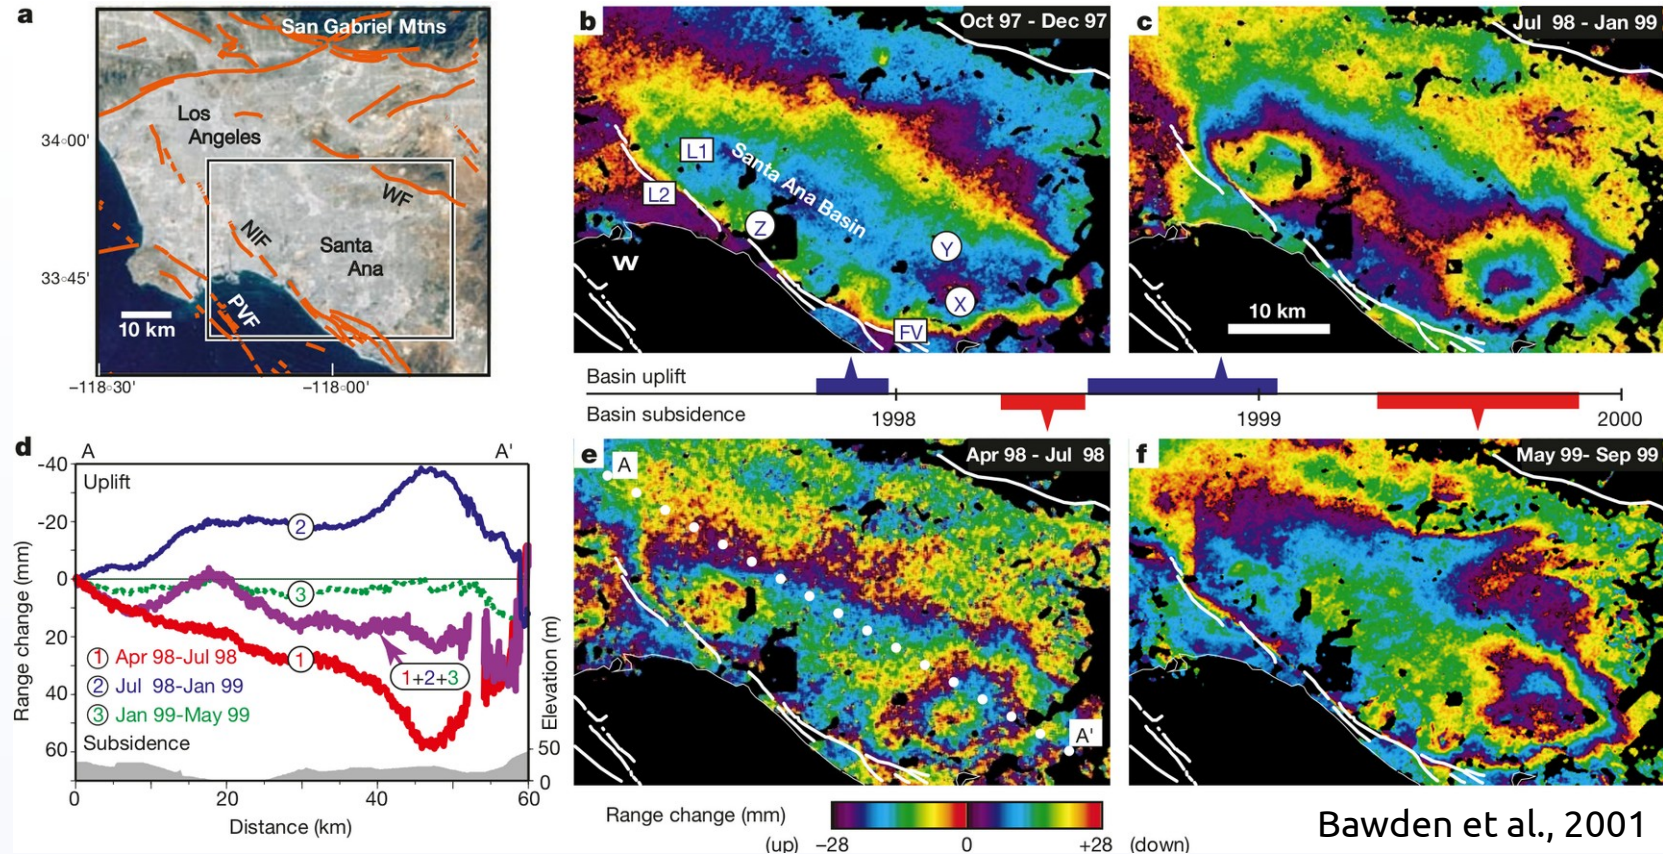 a
San Gabriel Mtns
Los
Angeles
34°00'
WF
NIF
Santa
Ana
33°45'
PVF
10 km
−118°30'
−118°00'
b
Oct 97 - Dec 97
L1
Santa Ana Basin
L2
Z
Y
W
X
FV
c
Jul 98 - Jan 99
10 km
Basin uplift
Basin subsidence
1998
1999
2000
d
A
A'
-40
Uplift
-20
2
0
3
20
1
1 Apr 98-Jul 98
1+2+3
2 Jul 98-Jan 99
40
3 Jan 99-May 99
Subsidence
60
50
0
Range change (mm)
Elevation (m)
0
20
40
60
Distance (km)
e
A
Apr 98 - Jul 98
A'
f
May 99- Sep 99
Range change (mm)
(up) −28 0 +28 (down)
Bawden et al., 2001